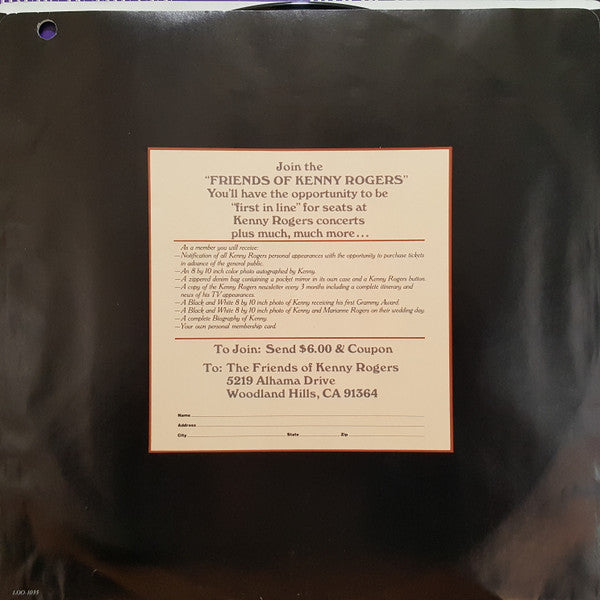 Join the
"FRIENDS OF KENNY ROGERS"
You'll have the opportunity to be
"first in line" for seats at
Kenny Rogers concerts
plus much, much more...
As a member you will receive:
—Notification of all Kenny Rogers personal appearances with the opportunity to purchase tickets
in advance of the general public.
—An 8 by 10 inch color photo autographed by Kenny.
—A zippered denim bag containing a pocket mirror in its own case and a Kenny Rogers button.
—A copy of the Kenny Rogers newsletter every 3 months including a complete itinerary and
news of his TV appearances.
—A Black and White 8 by 10 inch photo of Kenny receiving his first Grammy Award.
—A Black and White 8 by 10 inch photo of Kenny and Marianne Rogers on their wedding day.
—A complete Biography of Kenny.
—Your own personal membership card.
To Join: Send $6.00 & Coupon
To: The Friends of Kenny Rogers
5219 Alhama Drive
Woodland Hills, CA 91364
Name
Address
City State Zip
LOO-1035